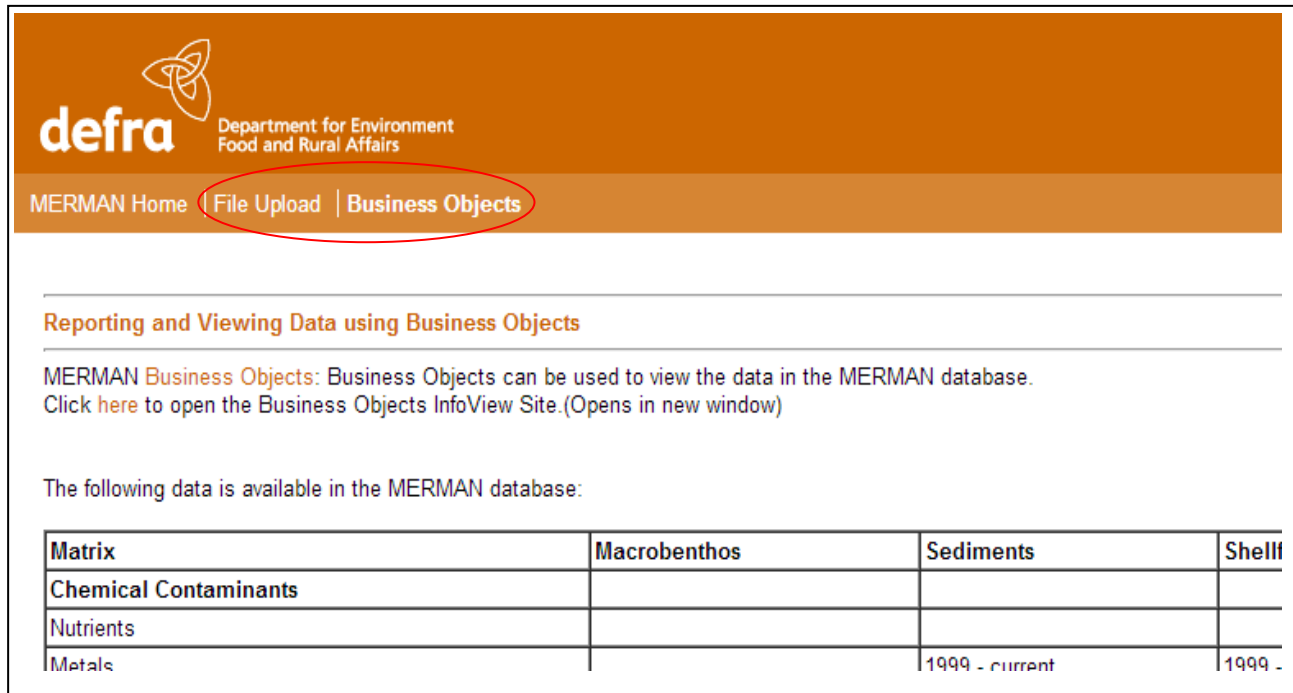 defra Department for Environment
Food and Rural Affairs
MERMAN Home | File Upload | Business Objects
Reporting and Viewing Data using Business Objects
MERMAN Business Objects: Business Objects can be used to view the data in the MERMAN database.
Click here to open the Business Objects InfoView Site.(Opens in new window)
The following data is available in the MERMAN database:
Matrix Macrobenthos Sediments
Chemical Contaminants
Nutrients
Metals 1999 - current 1999 -